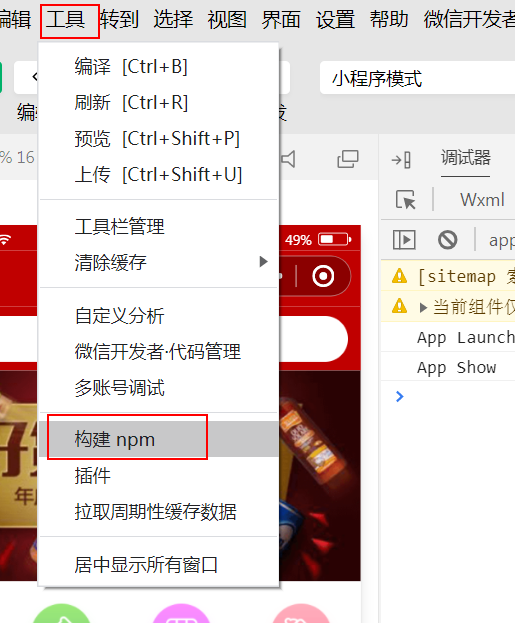 编辑 工具 转到 选择 视图 界面 设置 帮助 微信开发者
小程序模式
% 16
调试器
Wxml
app
编译 [Ctrl+B]
刷新 [Ctrl+R]
预览 [Ctrl+Shift+P]
上传 [Ctrl+Shift+U]
工具栏管理
清除缓存
自定义分析
微信开发者·代码管理
多账号调试
构建 npm
插件
拉取周期性缓存数据
居中显示所有窗口
49%
[sitemap 索
当前组件仅
App Launch
App Show